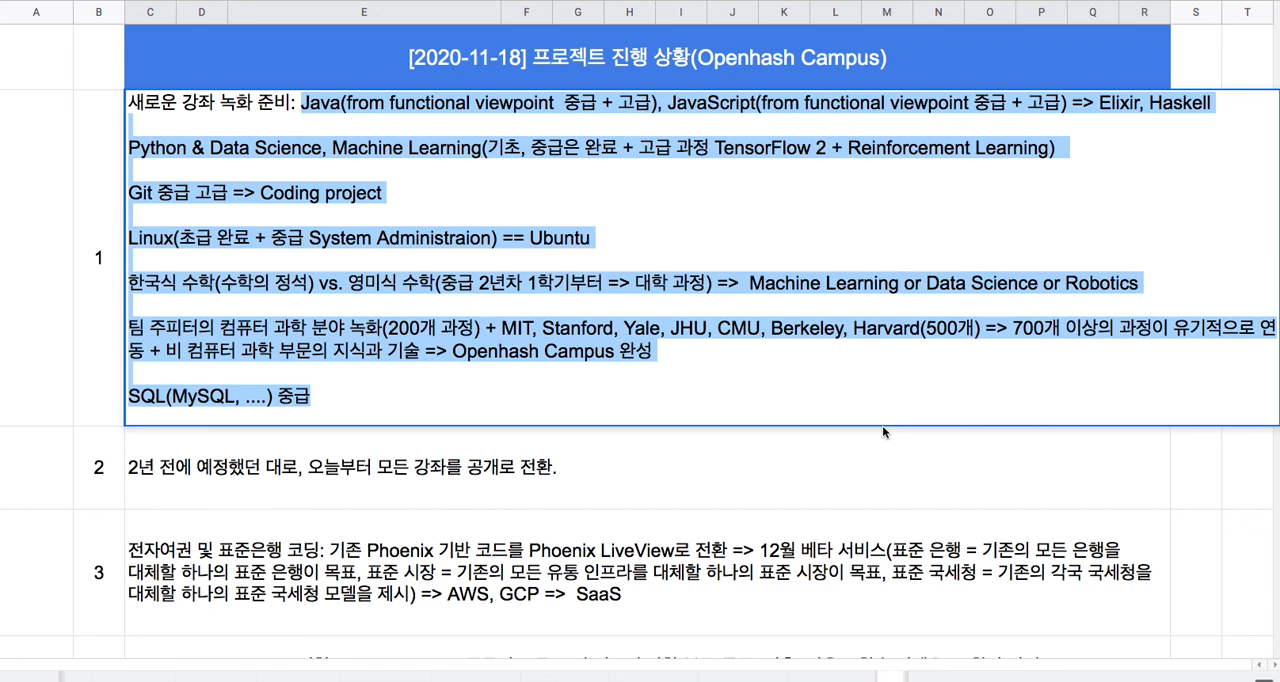 A B C D E F G H I J K L M N O P Q R S T
[2020-11-18] 프로젝트 진행 상황(Openhash Campus)
1
새로운 강좌 녹화 준비: Java(from functional viewpoint 중급 + 고급), JavaScript(from functional viewpoint 중급 + 고급) => Elixir, Haskell
Python & Data Science, Machine Learning(기초, 중급은 완료 + 고급 과정 TensorFlow 2 + Reinforcement Learning)
Git 중급 고급 => Coding project
Linux(초급 완료 + 중급 System Administraion) == Ubuntu
한국식 수학(수학의 정석) vs. 영미식 수학(중급 2년차 1학기부터 => 대학 과정) => Machine Learning or Data Science or Robotics
팀 주피터의 컴퓨터 과학 분야 녹화(200개 과정) + MIT, Stanford, Yale, JHU, CMU, Berkeley, Harvard(500개) => 700개 이상의 과정이 유기적으로 연
동 + 비 컴퓨터 과학 부문의 지식과 기술 => Openhash Campus 완성
SQL(MySQL, ....) 중급
2
2년 전에 예정했던 대로, 오늘부터 모든 강좌를 공개로 전환.
3
전자여권 및 표준은행 코딩: 기존 Phoenix 기반 코드를 Phoenix LiveView로 전환 => 12월 베타 서비스(표준 은행 = 기존의 모든 은행을
대체할 하나의 표준 은행이 목표, 표준 시장 = 기존의 모든 유통 인프라를 대체할 하나의 표준 시장이 목표, 표준 국세청 = 기존의 각국 국세청을
대체할 하나의 표준 국세청 모델을 제시) => AWS, GCP => SaaS